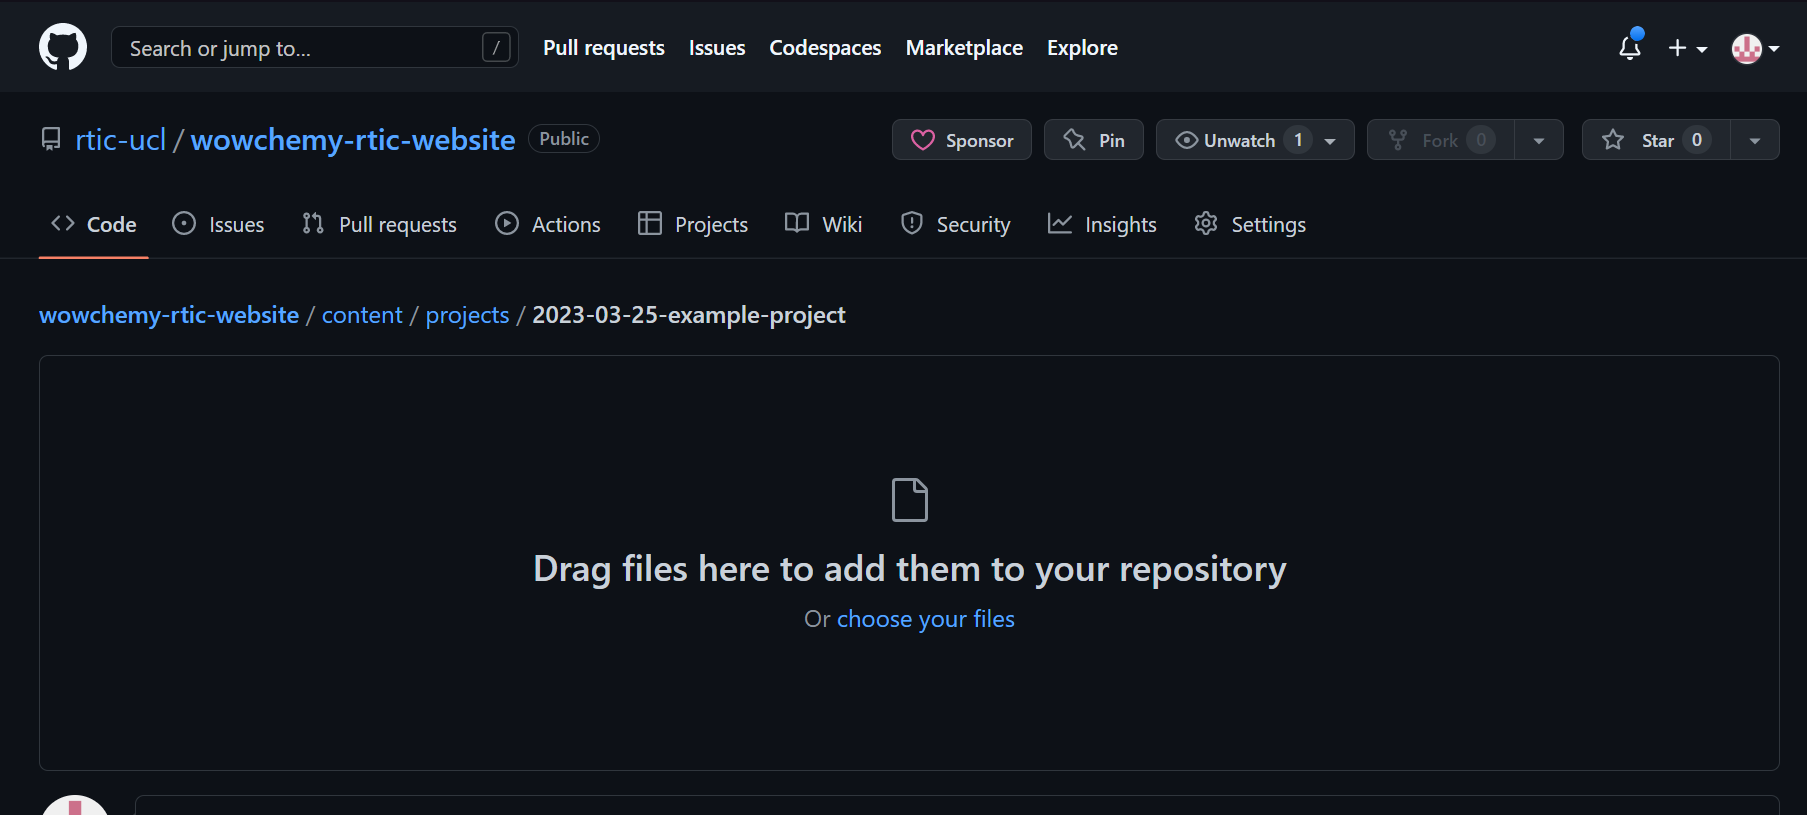 Search or jump to... / Pull requests Issues Codespaces Marketplace Explore
rtic-ucl / wowchemy-rtic-website Public Sponsor Pin Unwatch 1 Fork 0 Star 0
Code Issues Pull requests Actions Projects Wiki Security Insights Settings
wowchemy-rtic-website / content / projects / 2023-03-25-example-project
Drag files here to add them to your repository
Or choose your files